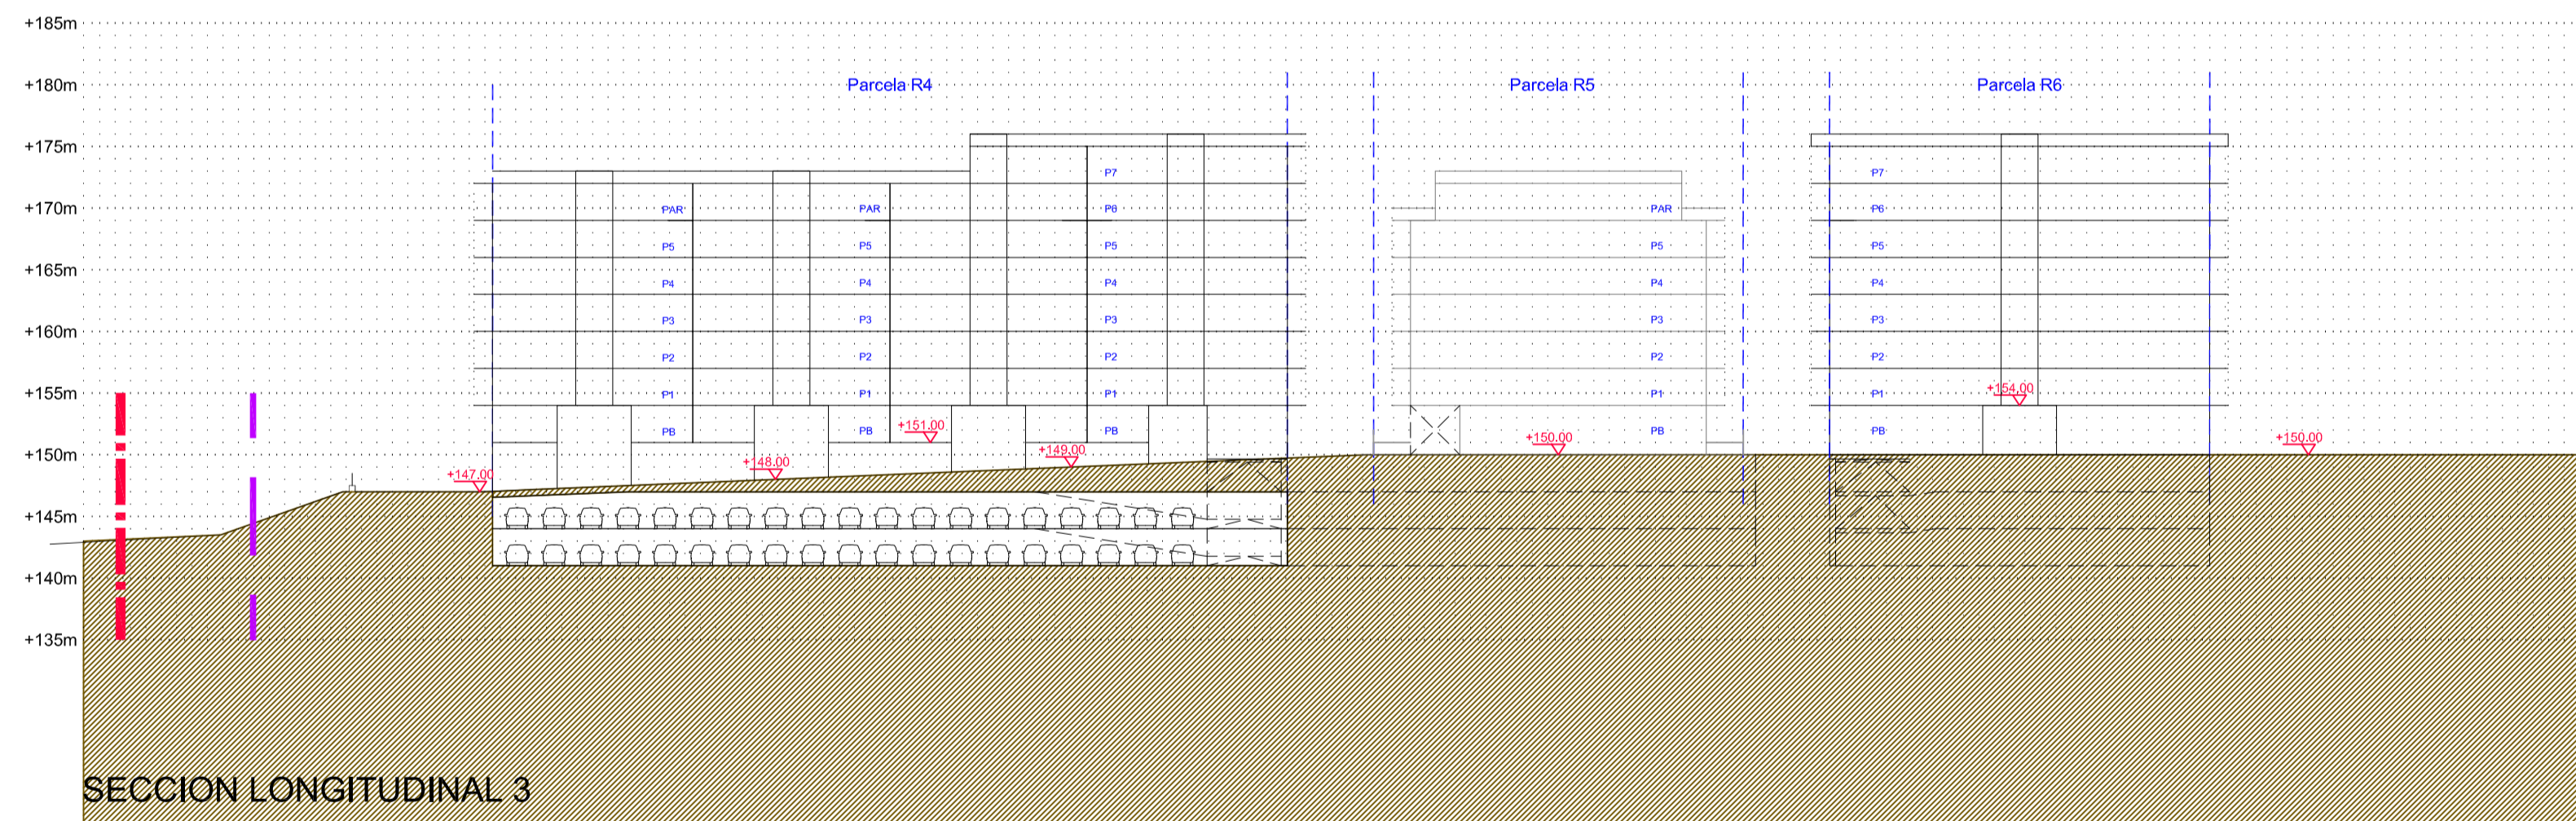 +185m
+180m
Parcela R4
Parcela R5
Parcela R6
+175m
P7
P7
+170m
PAR
PAR
P6
PAR
P6
+165m
P5
P5
P5
P5
P5
P4
P4
P4
P4
P4
+160m
P3
P3
P3
P3
P3
P2
P2
P2
P2
P2
+155m
P1
P1
P1
P1
P1
+154.00
PB
PB
+151.00
PB
PB
PB
+150m
+147.00
+148.00
+149.00
+150.00
+150.00
+145m
+140m
+135m
SECCION LONGITUDINAL 3